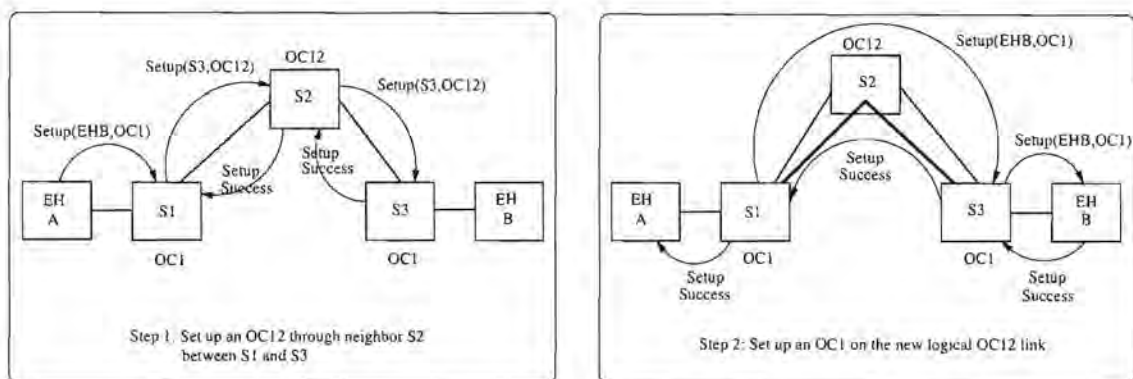 OC12
Setup(S3,OC12)
S2
Setup(S3,OC12)
Setup(EHB,OC1)
Setup
Success
Setup
Success
EH
A
S1
S3
EH
B
OC1
OC1
Step 1: Set up an OC12 through neighbor S2
between S1 and S3
Setup(EHB,OC1)
OC12
S2
Setup(EHB,OC1)
Setup
Success
EH
A
S1
S3
EH
B
OC1
OC1
Setup
Success
Setup
Success
Step 2: Set up an OC1 on the new logical OC12 link